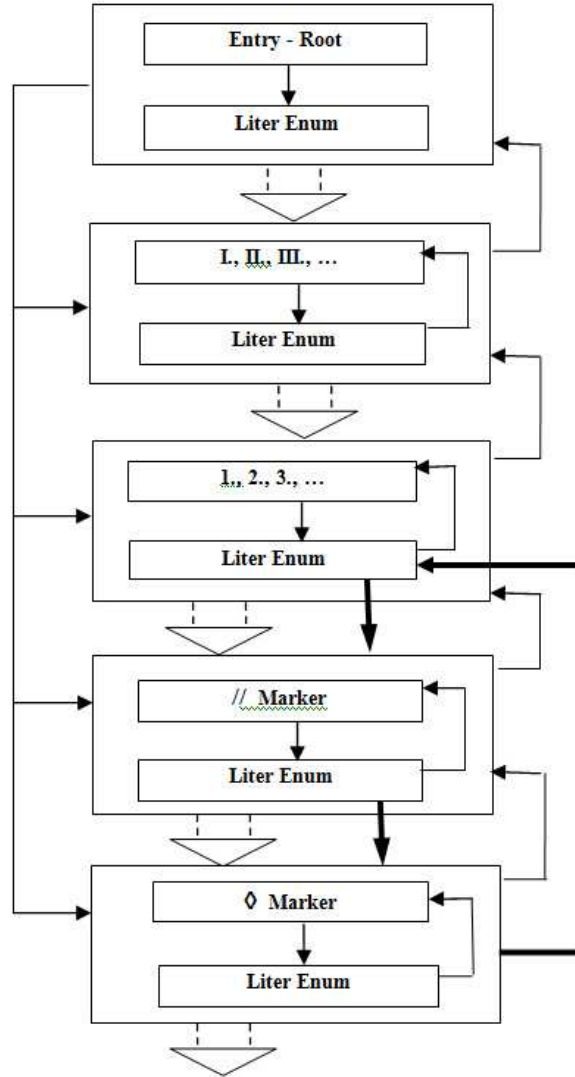 Entry - Root
Liter Enum
I., II., III., …
Liter Enum
1., 2., 3., …
Liter Enum
// Marker
Liter Enum
◊ Marker
Liter Enum